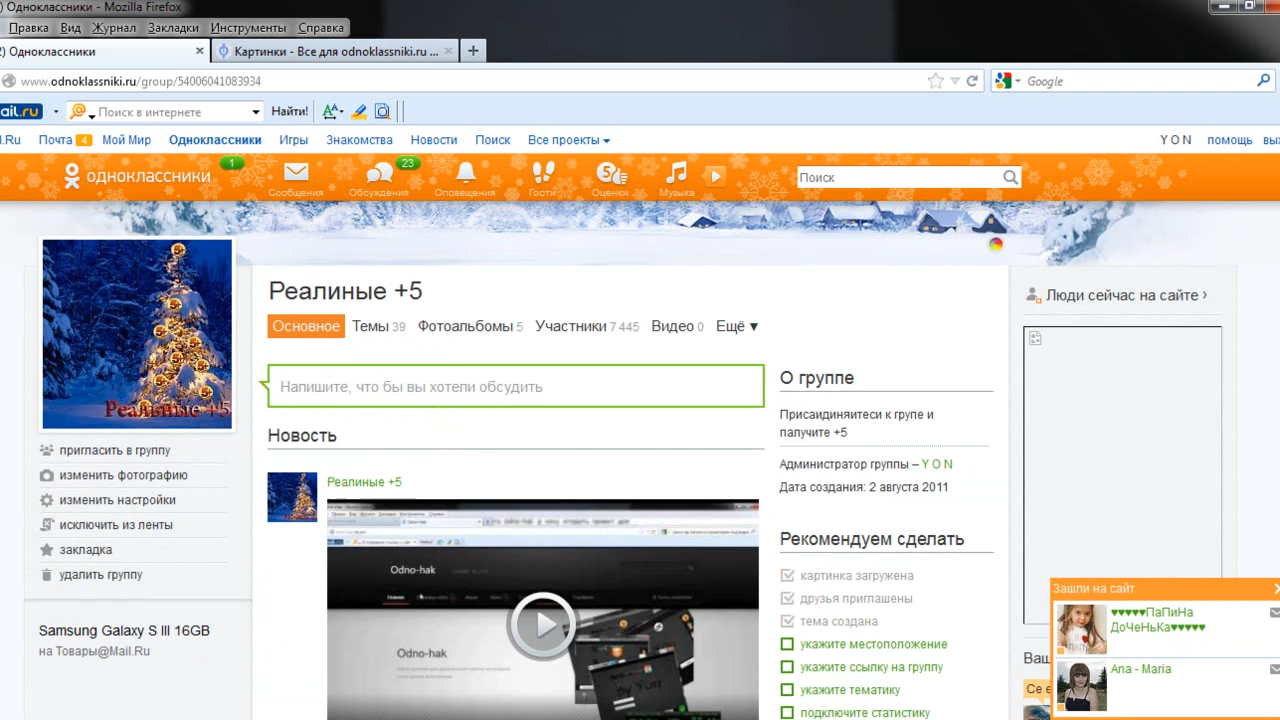 ) Одноклассники - Mozilla Firefox
Правка Вид Журнал Закладки Инструменты Справка
2) Одноклассники
Картинки - Все для odnoklassniki.ru ...
www.odnoklassniki.ru/group/54006041083934
Google
ail.ru
Поиск в интернете
Найти!
l.Ru Почта 4 Мой Мир Одноклассники Игры Знакомства Новости Поиск Все проекты
Y O N помощь вых
одноклассники
1
Сообщения
23
Обсуждения
Оповещения
Гости
5
Оценки
Музыка
Поиск
Реальные +5
пригласить в группу
изменить фотографию
изменить настройки
исключить из ленты
закладка
удалить группу
Samsung Galaxy S III 16GB
на Товары@Mail.Ru
Реалиные +5
Основное Темы 39 Фотоальбомы 5 Участники 7 445 Видео 0 Ещё ▼
Напишите, что бы вы хотели обсудить
Новость
Реалиные +5
Odno-hak
Odno-hak
О группе
Присаидиняйтеси к групе и
палучите +5
Администратор группы – Y O N
Дата создания: 2 августа 2011
Рекомендуем сделать
картинка загружена
друзья приглашены
тема создана
укажите местоположение
укажите ссылку на группу
укажите тематику
подключите статистику
Люди сейчас на сайте ›
Ваш
Се е
Зашли на сайт
♥♥♥♥♥ПаПиНа
ДоЧеНьКа♥♥♥♥♥
Ana - Maria